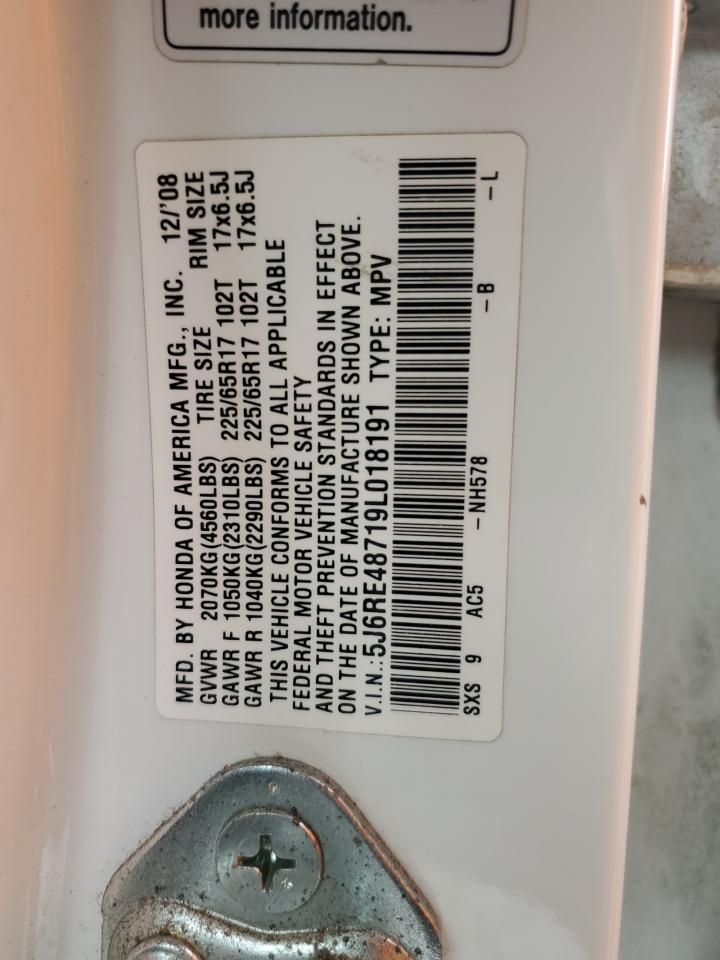 more information.
MFD. BY HONDA OF AMERICA MFG., INC. 12/'08
GVWR 2070KG(4560LBS) TIRE SIZE RIM SIZE
GAWR F 1050KG(2310LBS) 225/65R17 102T 17x6.5J
GAWR R 1040KG(2290LBS) 225/65R17 102T 17x6.5J
THIS VEHICLE CONFORMS TO ALL APPLICABLE
FEDERAL MOTOR VEHICLE SAFETY
AND THEFT PREVENTION STANDARDS IN EFFECT
ON THE DATE OF MANUFACTURE SHOWN ABOVE.
V.I.N.:5J6RE48719L018191 TYPE: MPV
SXS 9 AC5 -NH578 -B -L